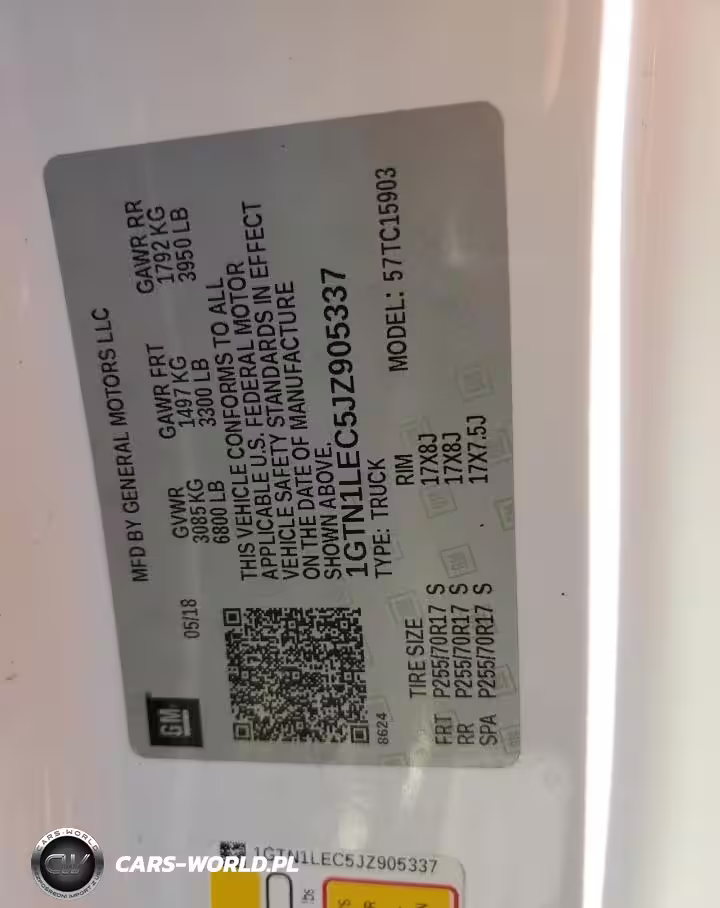 GM
05/18
MFD BY GENERAL MOTORS LLC
GVWR GAWR FRT GAWR RR
3085 KG 1497 KG 1792 KG
6800 LB 3300 LB 3950 LB
THIS VEHICLE CONFORMS TO ALL
APPLICABLE U.S. FEDERAL MOTOR
VEHICLE SAFETY STANDARDS IN EFFECT
ON THE DATE OF MANUFACTURE
SHOWN ABOVE.
1GTN1LEC5JZ905337
TYPE: TRUCK MODEL: 57TC15903
8624
TIRE SIZE RIM
FRT P255/70R17 S 17X8J
RR P255/70R17 S 17X8J
SPA P255/70R17 S 17X7.5J
1GTN1LEC5JZ905337
CARS-WORLD
CW
CARS-WORLD.PL